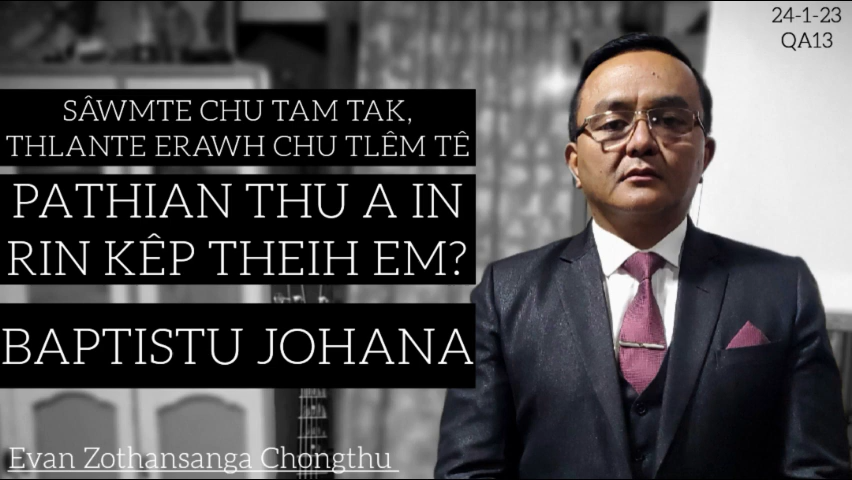 24-1-23
QA13
SÂWMTE CHU TAM TAK,
THLANTE ERAWH CHU TLÊM TÊ
PATHIAN THU A IN
RIN KÊP THEIH EM?
BAPTISTU JOHANA
Evan Zothansanga Chongthu